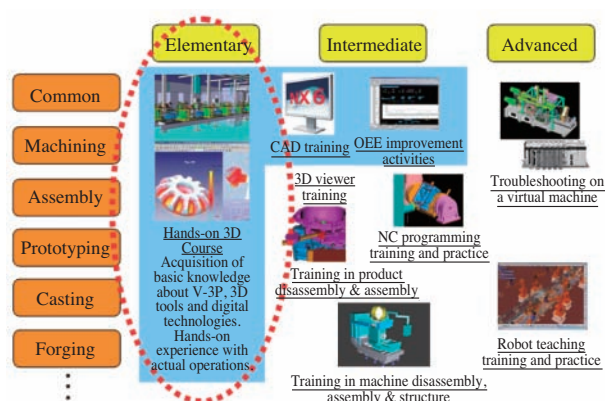 Elementary
Intermediate
Advanced
Common
Machining
Assembly
Prototyping
Casting
Forging
Hands-on 3D
Course
Acquisition of
basic knowledge
about V-3P, 3D
tools and digital
technologies.
Hands-on
experience with
actual operations.
NX 6
CAD training
OEE improvement
activities
3D viewer
training
NC programming
training and practice
Training in product
disassembly & assembly
Training in machine disassembly,
assembly & structure
Troubleshooting on
a virtual machine
Robot teaching
training and practice